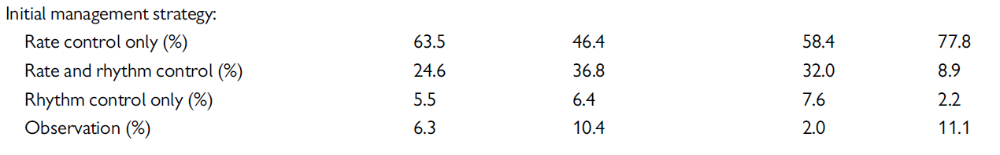 Initial management strategy:
Rate control only (%) 63.5 46.4 58.4 77.8
Rate and rhythm control (%) 24.6 36.8 32.0 8.9
Rhythm control only (%) 5.5 6.4 7.6 2.2
Observation (%) 6.3 10.4 2.0 11.1